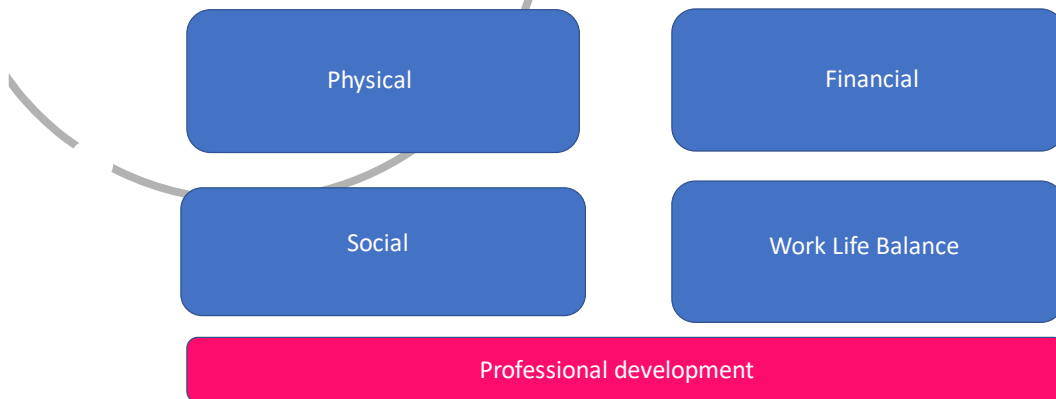 Physical
Financial
Social
Work Life Balance
Professional development